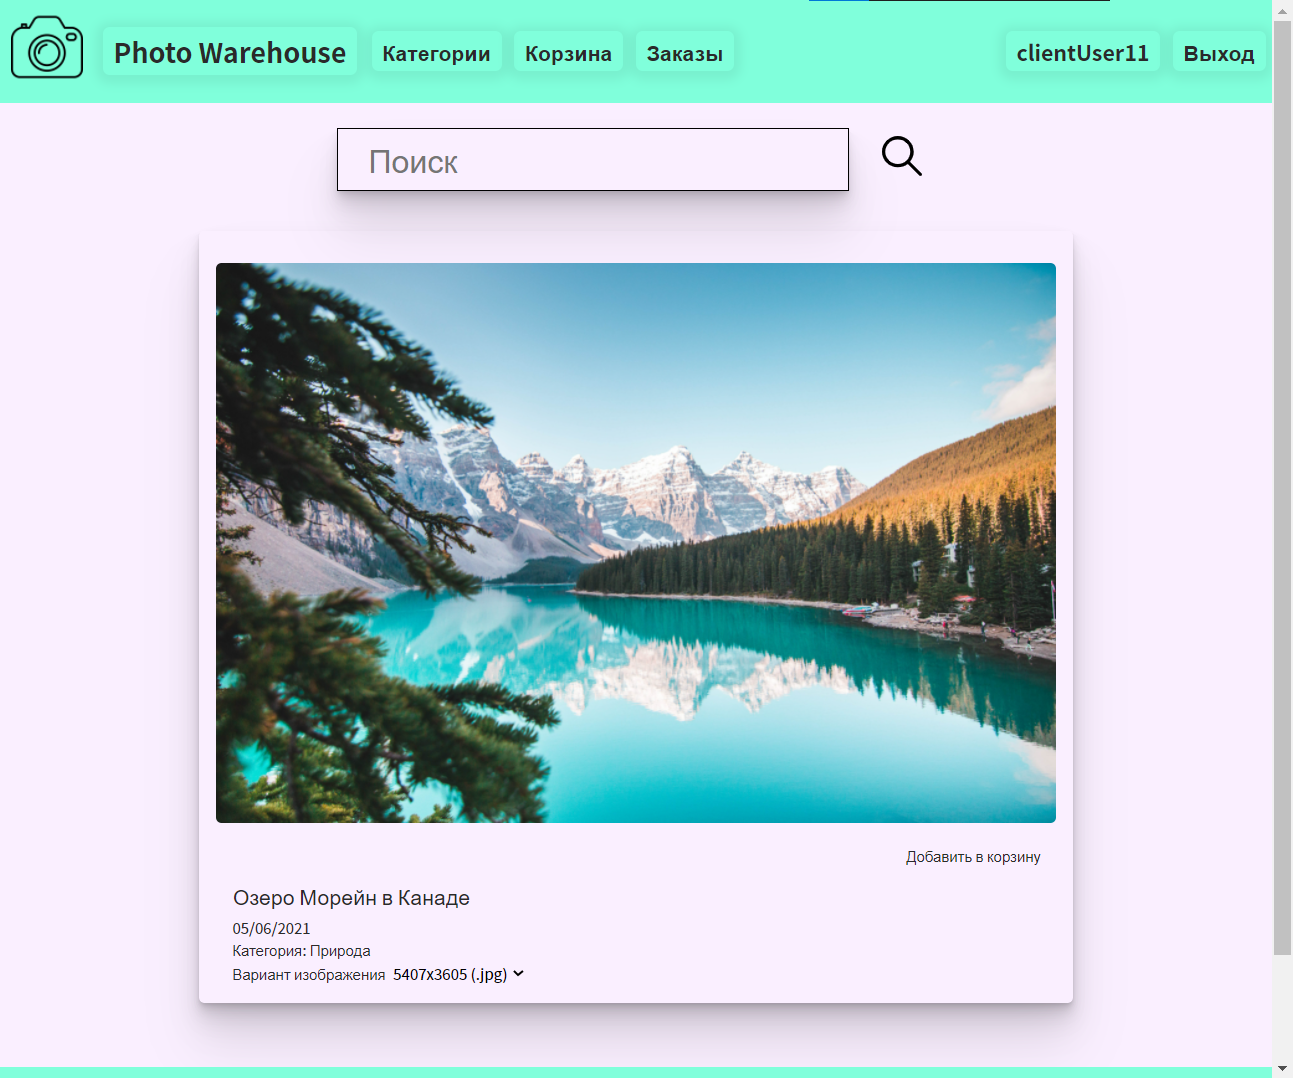 Photo Warehouse Категории Корзина Заказы clientUser11 Выход
Поиск
Добавить в корзину
Озеро Морейн в Канаде
05/06/2021
Категория: Природа
Вариант изображения 5407x3605 (.jpg)